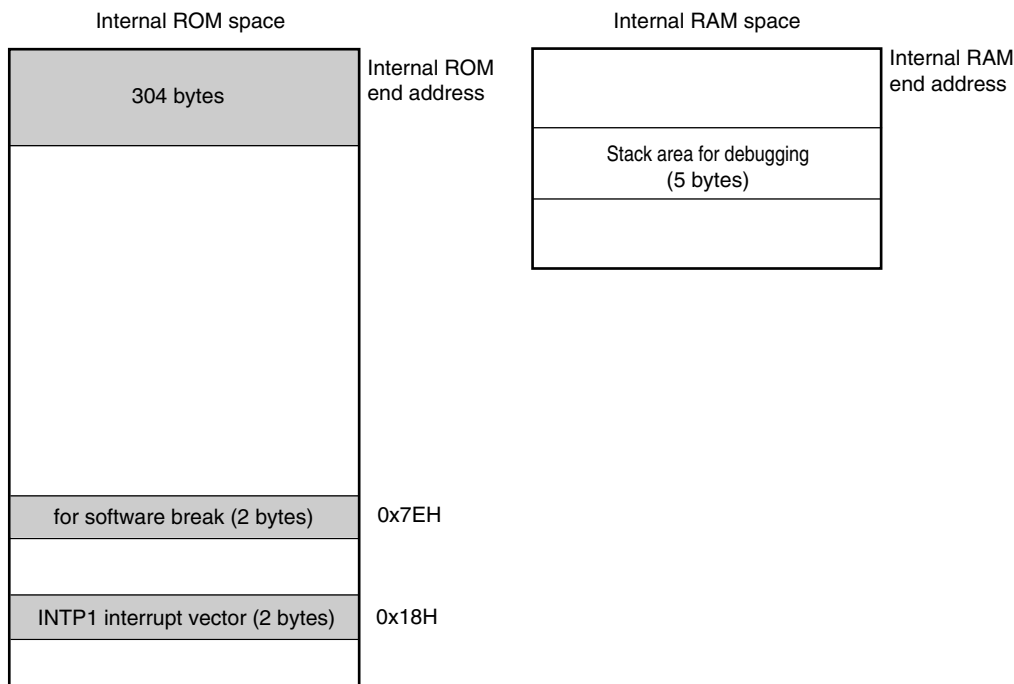 Internal ROM space
304 bytes
Internal ROM
end address
for software break (2 bytes)
0x7EH
INTP1 interrupt vector (2 bytes)
0x18H
Internal RAM space
Internal RAM
end address
Stack area for debugging
(5 bytes)